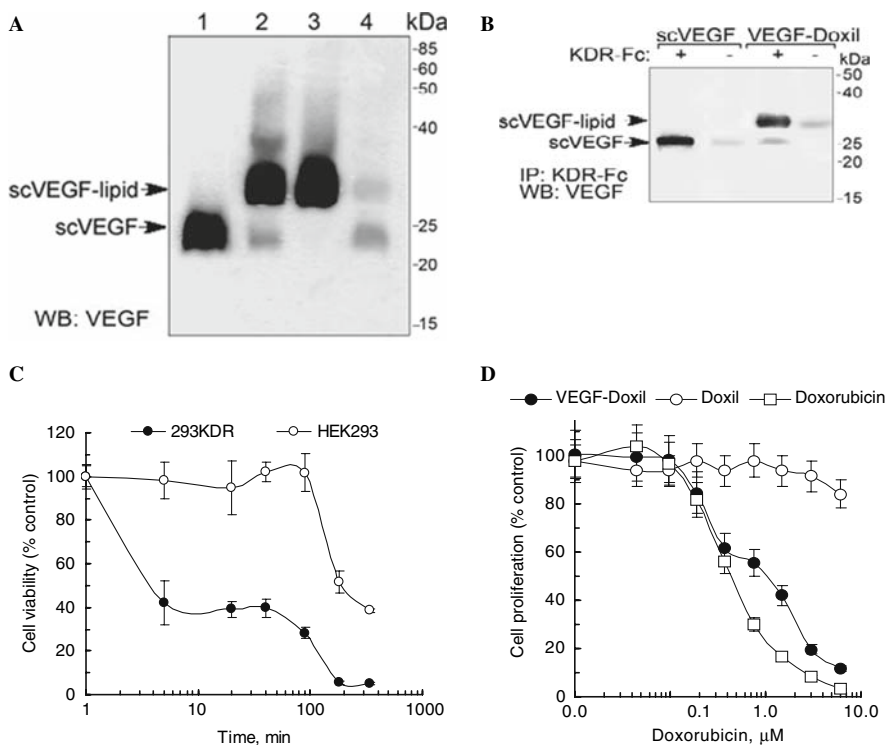 A
1 2 3 4 kDa
-85
-60
-50
-40
scVEGF-lipid
-25
scVEGF
-20
WB: VEGF
-15
B
scVEGF VEGF-Doxil
KDR-Fc: + - + - kDa
-50
-40
scVEGF-lipid
scVEGF
-25
-20
IP: KDR-Fc
WB: VEGF
-15
C
293KDR HEK293
120
100
80
60
40
20
0
Cell viability (% control)
1 10 100 1000
Time, min
D
VEGF-Doxil Doxil Doxorubicin
100
80
60
40
20
0
Cell proliferation (% control)
0.0 0.1 1.0 10.0
Doxorubicin, μM